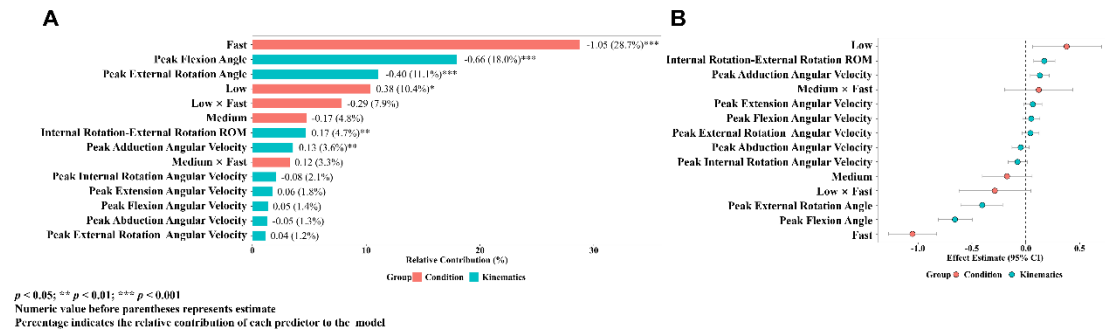 A
Fast
-1.05 (28.7%)***
Peak Flexion Angle
-0.66 (18.0%)***
Peak External Rotation Angle
-0.40 (11.1%)***
Low
0.38 (10.4%)*
Low × Fast
-0.29 (7.9%)
Medium
-0.17 (4.8%)
Internal Rotation-External Rotation ROM
0.17 (4.7%)**
Peak Adduction Angular Velocity
0.13 (3.6%)**
Medium × Fast
0.12 (3.3%)
Peak Internal Rotation Angular Velocity
-0.08 (2.1%)
Peak Extension Angular Velocity
0.06 (1.8%)
Peak Flexion Angular Velocity
0.05 (1.4%)
Peak Abduction Angular Velocity
-0.05 (1.3%)
Peak External Rotation Angular Velocity
0.04 (1.2%)
0
10
20
30
Relative Contribution (%)
Group Condition Kinematics
B
Low
Internal Rotation-External Rotation ROM
Peak Adduction Angular Velocity
Medium × Fast
Peak Extension Angular Velocity
Peak Flexion Angular Velocity
Peak External Rotation Angular Velocity
Peak Abduction Angular Velocity
Peak Internal Rotation Angular Velocity
Medium
Low × Fast
Peak External Rotation Angle
Peak Flexion Angle
Fast
-1.0
-0.5
0.0
0.5
Effect Estimate (95% CI)
Group Condition Kinematics
p < 0.05; ** p < 0.01; *** p < 0.001
Numeric value before parentheses represents estimate
Percentage indicates the relative contribution of each predictor to the model